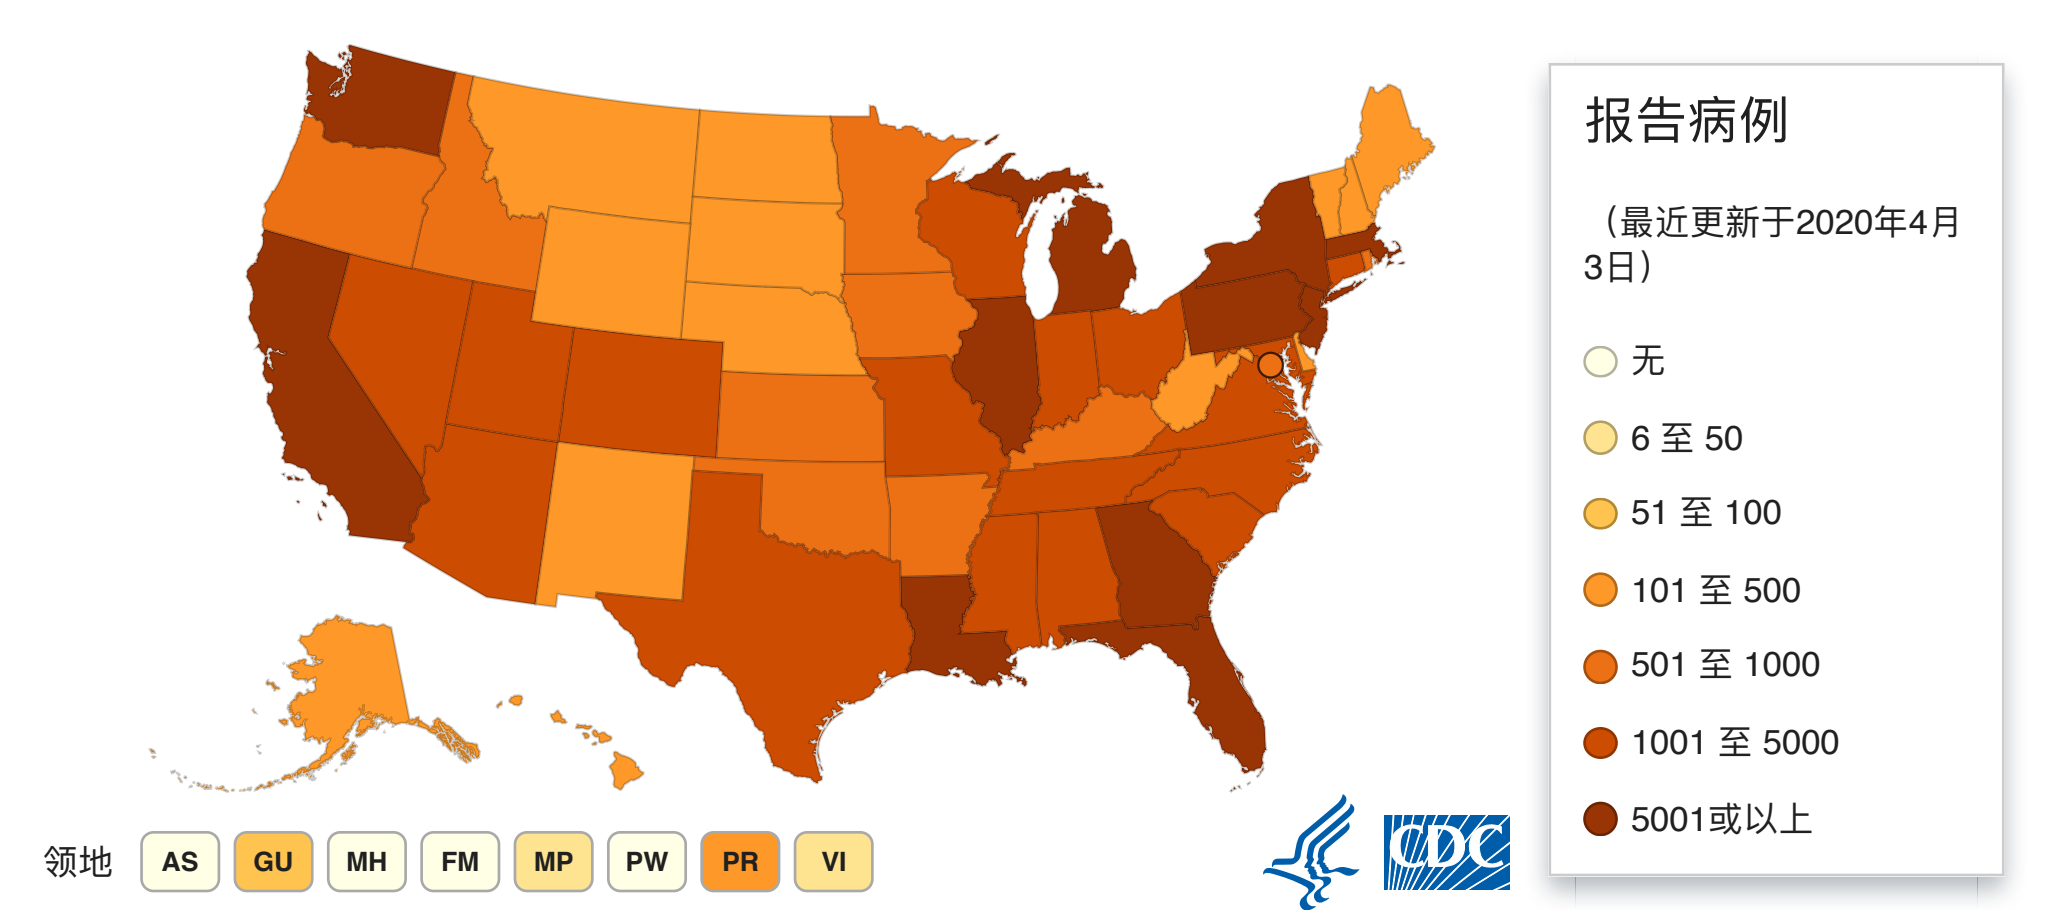 报告病例
（最近更新于2020年4月
3日）
无
6 至 50
51 至 100
101 至 500
501 至 1000
1001 至 5000
5001或以上
领地
AS
GU
MH
FM
MP
PW
PR
VI
CDC